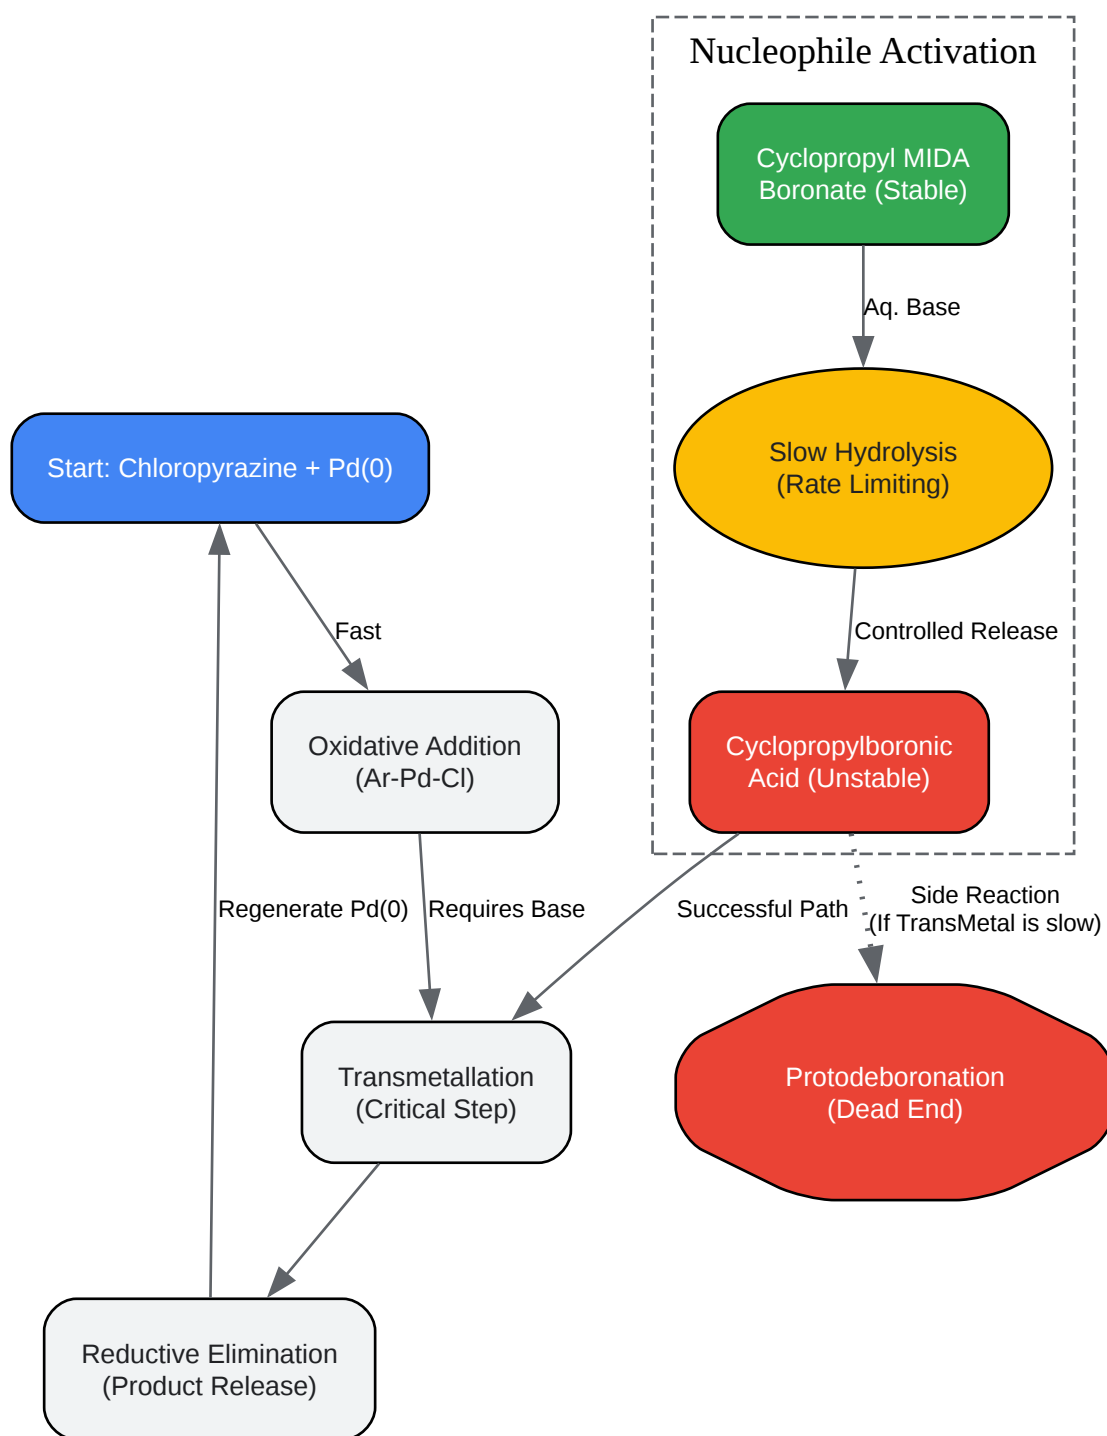 Nucleophile Activation
Cyclopropyl MIDA
Boronate (Stable)
Aq. Base
Slow Hydrolysis
(Rate Limiting)
Start: Chloropyrazine + Pd(0)
Fast
Controlled Release
Oxidative Addition
(Ar-Pd-Cl)
Cyclopropylboronic
Acid (Unstable)
Regenerate Pd(0)
Requires Base
Successful Path
Side Reaction
(If TransMetal is slow)
Transmetallation
(Critical Step)
Protodeboronation
(Dead End)
Reductive Elimination
(Product Release)